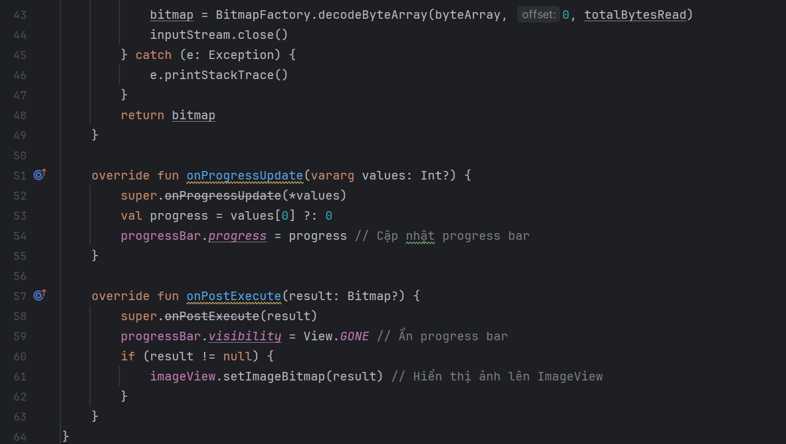 43 bitmap = BitmapFactory.decodeByteArray(byteArray, offset: 0, totalBytesRead)
44 inputStream.close()
45 } catch (e: Exception) {
46 e.printStackTrace()
47 }
48 return bitmap
49 }
50
51 override fun onProgressUpdate(vararg values: Int?) {
52 super.onProgressUpdate(*values)
53 val progress = values[0] ?: 0
54 progressBar.progress = progress // Cập nhật progress bar
55 }
56
57 override fun onPostExecute(result: Bitmap?) {
58 super.onPostExecute(result)
59 progressBar.visibility = View.GONE // Ẩn progress bar
60 if (result != null) {
61 imageView.setImageBitmap(result) // Hiển thị ảnh lên ImageView
62 }
63 }
64 }